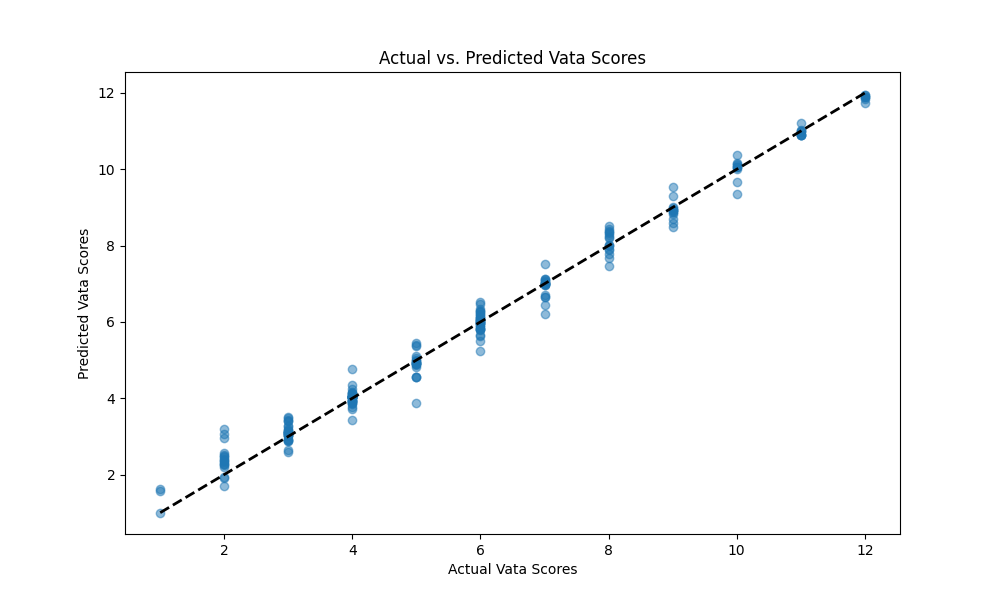 Actual vs. Predicted Vata Scores
12
10
8
6
4
2
Predicted Vata Scores
2 4 6 8 10 12
Actual Vata Scores